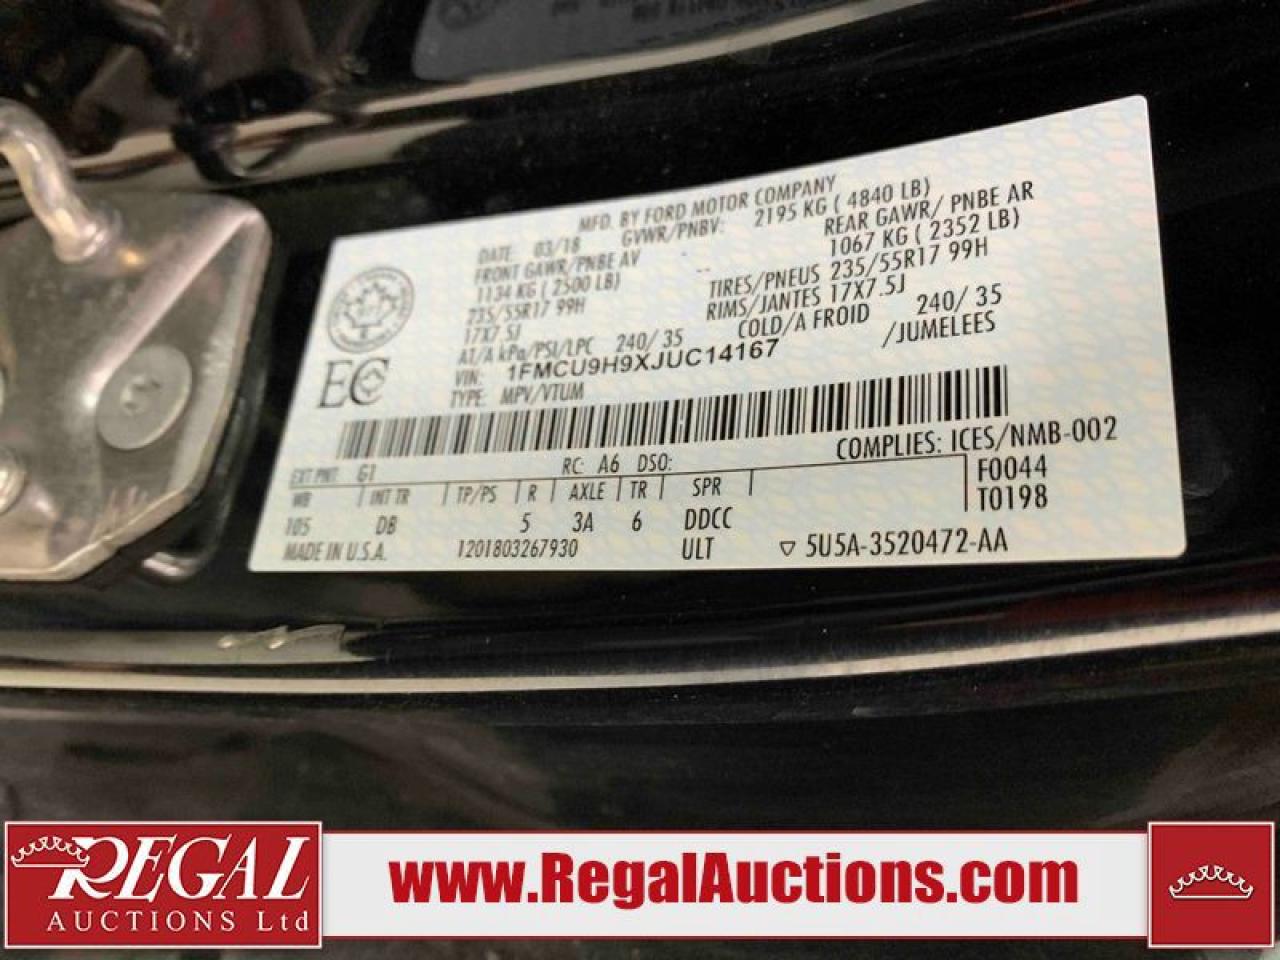 MFD. BY FORD MOTOR COMPANY
DATE: 03/18 GVWR/PNBV: 2195 KG ( 4840 LB)
FRONT GAWR/PNBE AV REAR GAWR/ PNBE AR
1134 KG ( 2500 LB) 1067 KG ( 2352 LB)
235/55R17 99H TIRES/PNEUS 235/55R17 99H
17X7.5J RIMS/JANTES 17X7.5J
AT/A kPa/PSI/LPC 240/ 35 COLD/A FROID 240/ 35
VIN: 1FMCU9H9XJUC14167 /JUMELEES
TYPE: MPV/VTUM
EC
COMPLIES: ICES/NMB-002
EXT PNT: G1 RC: A6 DSO:
WB INT TR TP/PS R AXLE TR SPR F0044
T0198
105 DB 5 3A 6 DDCC
MADE IN U.S.A. 1201803267930 ULT ▽ 5U5A-3520472-AA
REGAL
AUCTIONS Ltd
www.RegalAuctions.com